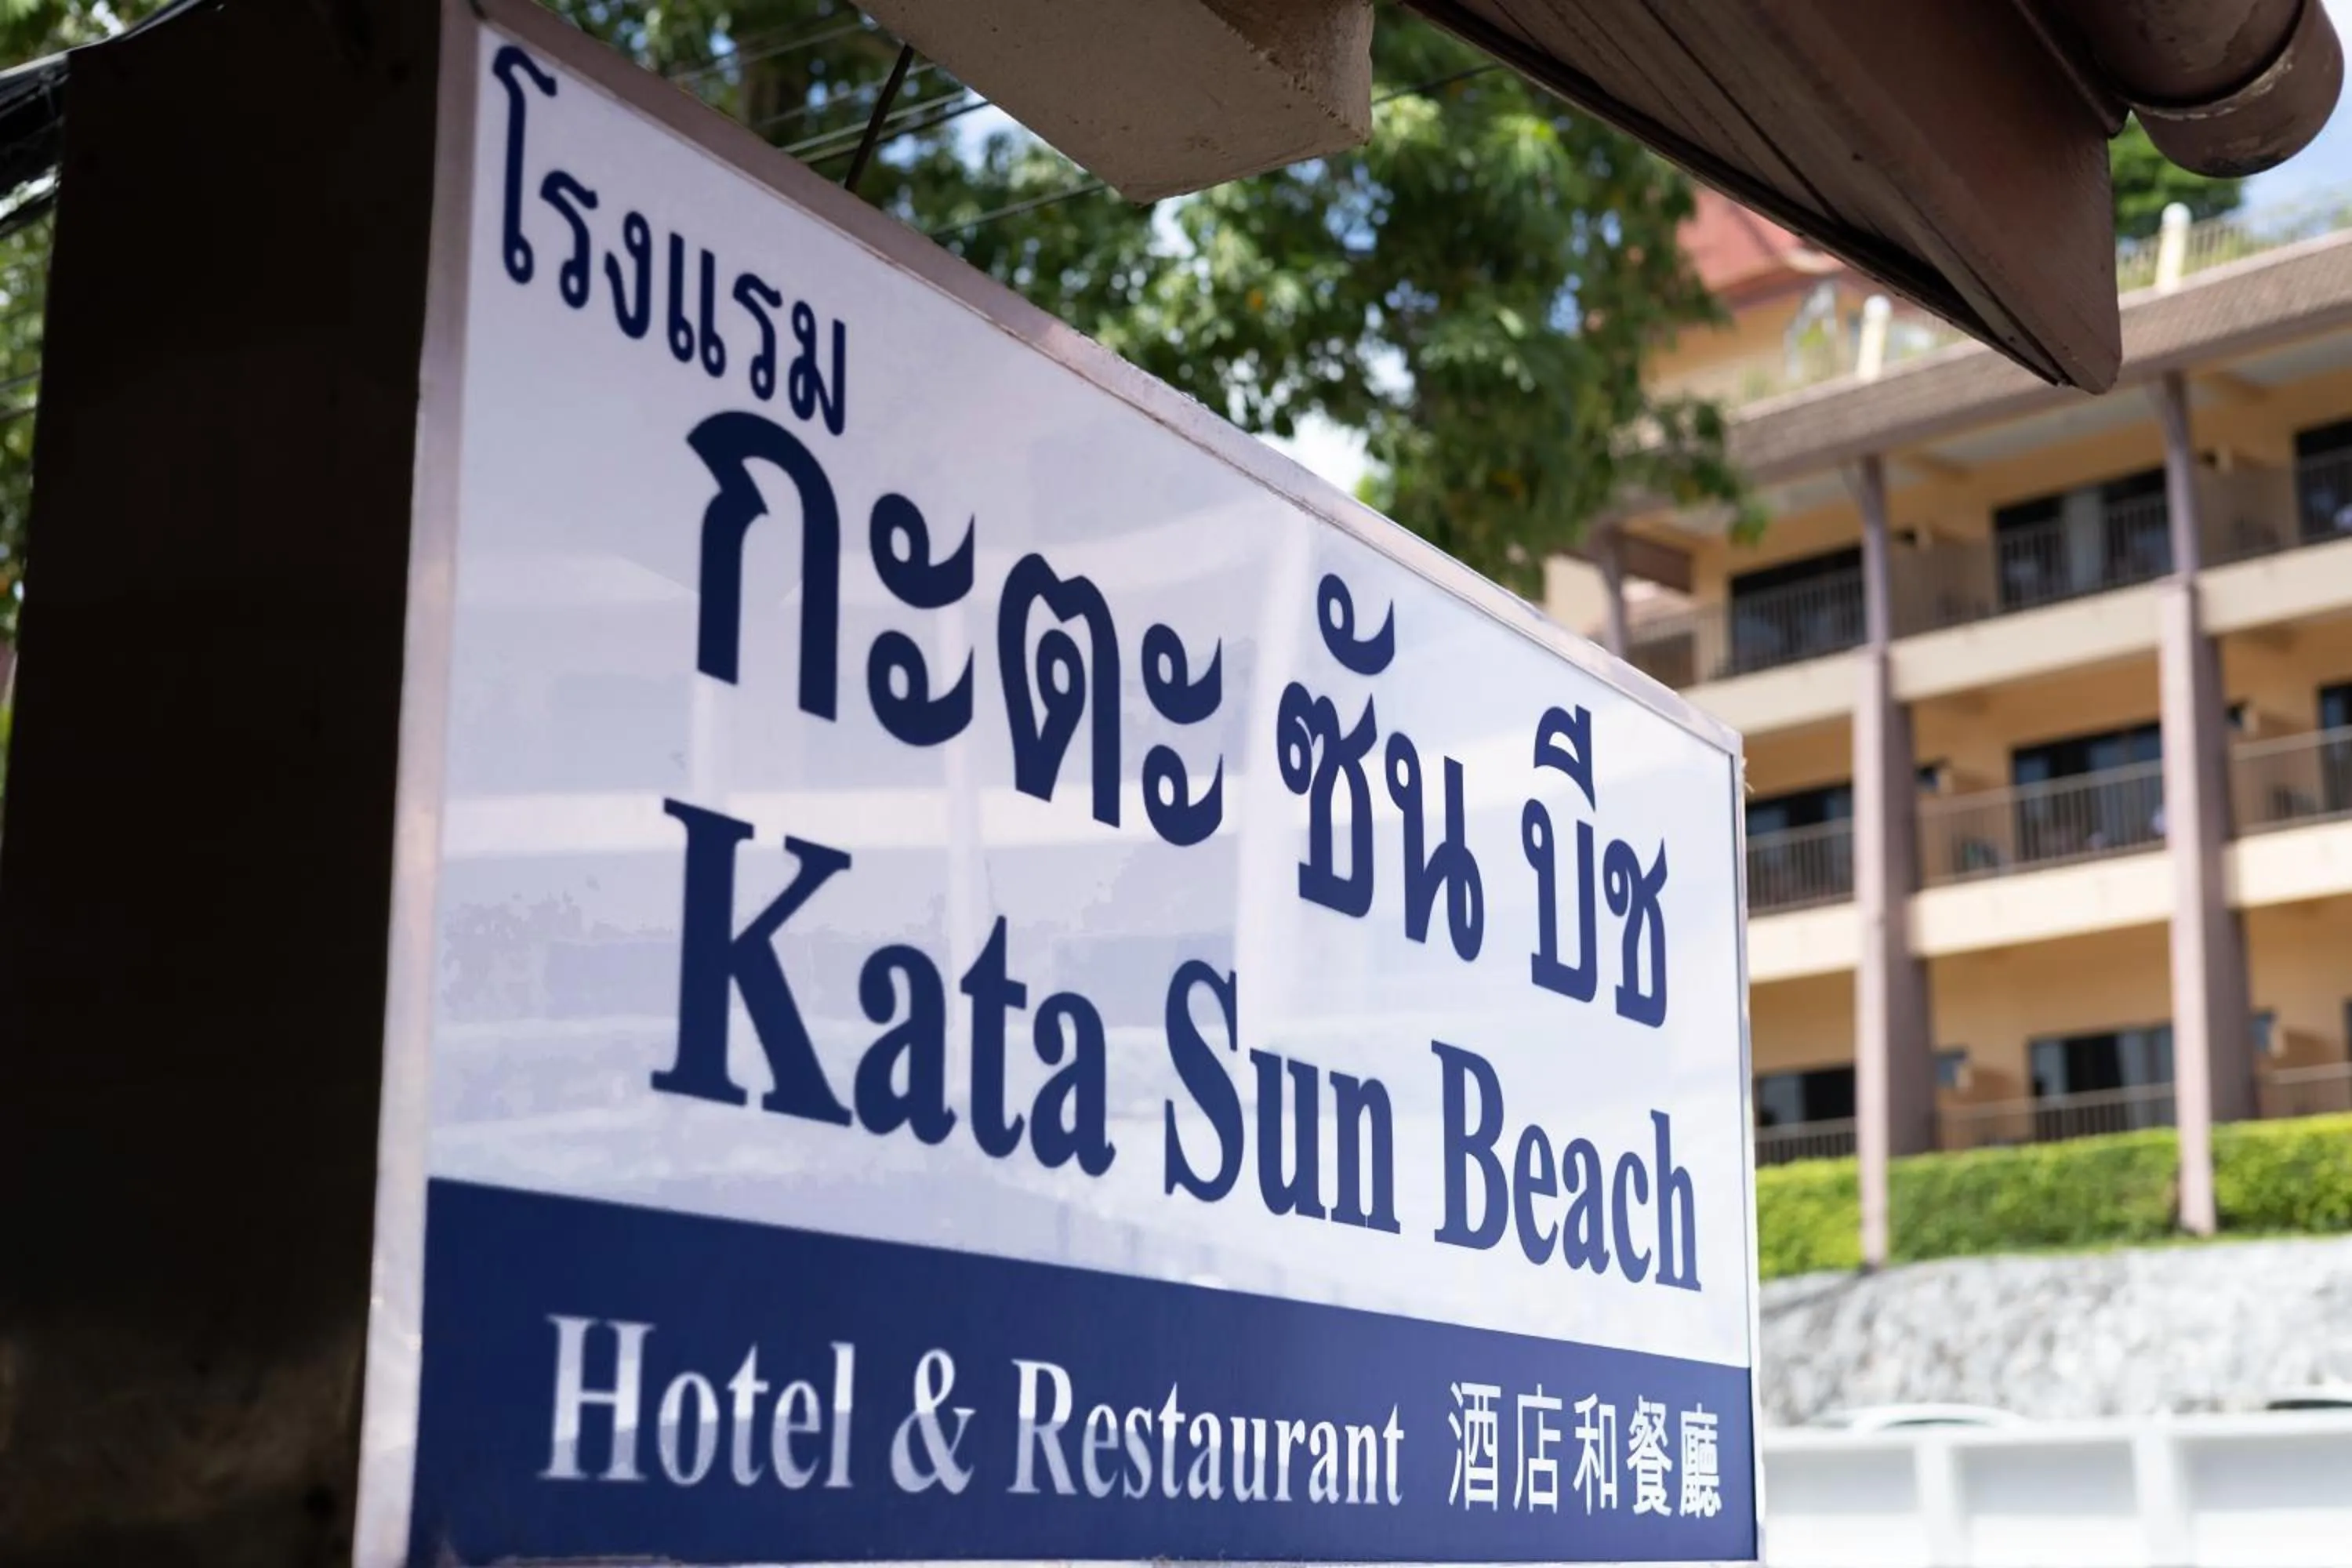 โรงแรม
กะตะ ซัน บีช
Kata Sun Beach
Hotel & Restaurant 酒店和餐廳